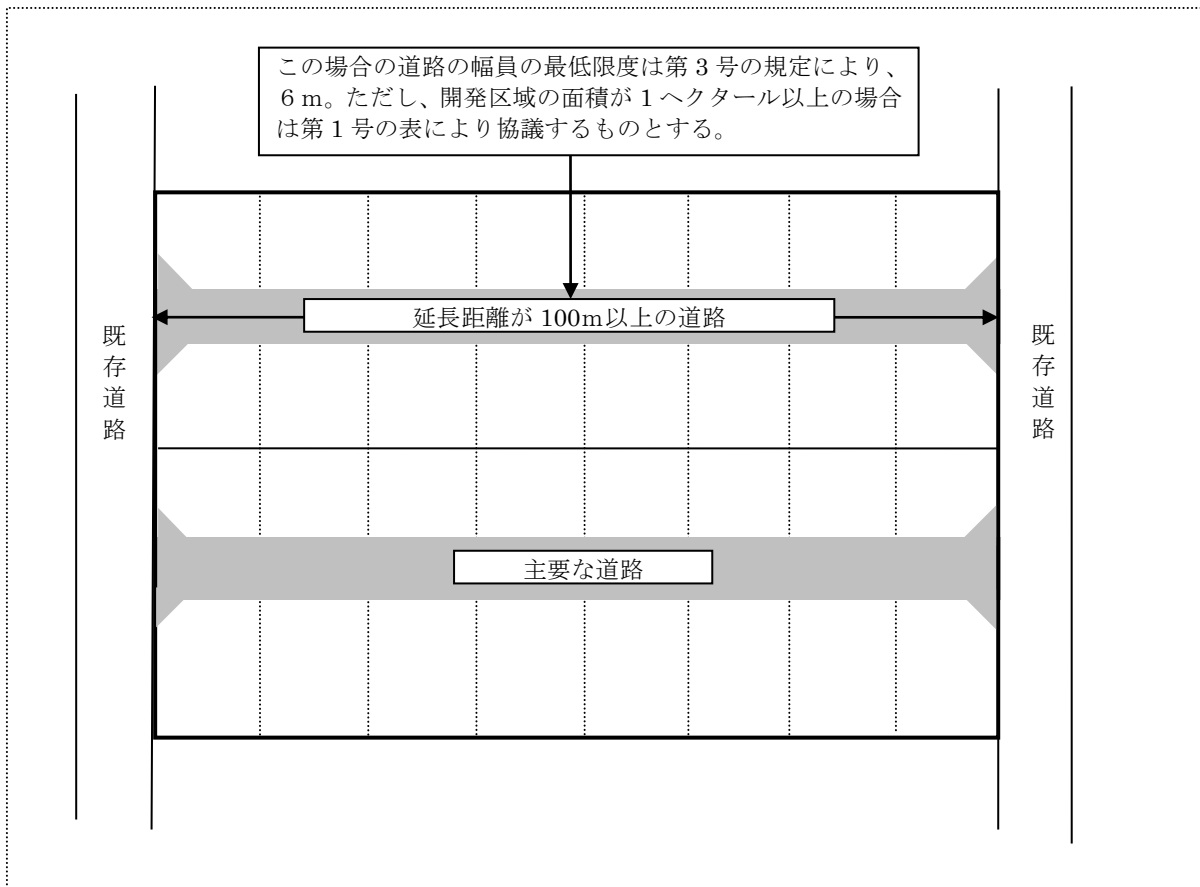 この場合の道路の幅員の最低限度は第３号の規定により、
６ｍ。ただし、開発区域の面積が１ヘクタール以上の場合
は第１号の表により協議するものとする。
延長距離が 100ｍ以上の道路
既存道路
既存道路
主要な道路